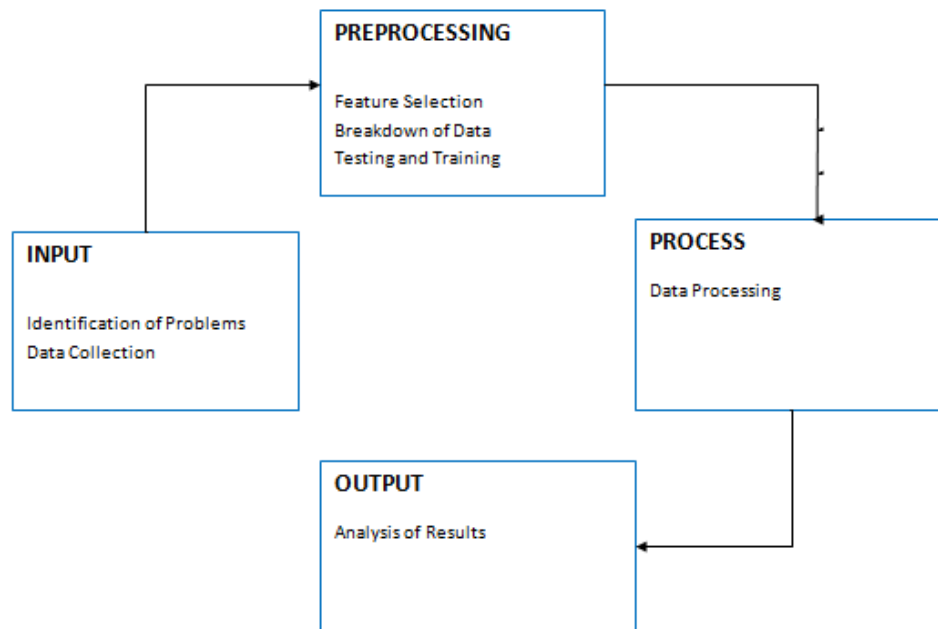 PREPROCESSING
Feature Selection
Breakdown of Data
Testing and Training
INPUT
Identification of Problems
Data Collection
PROCESS
Data Processing
OUTPUT
Analysis of Results